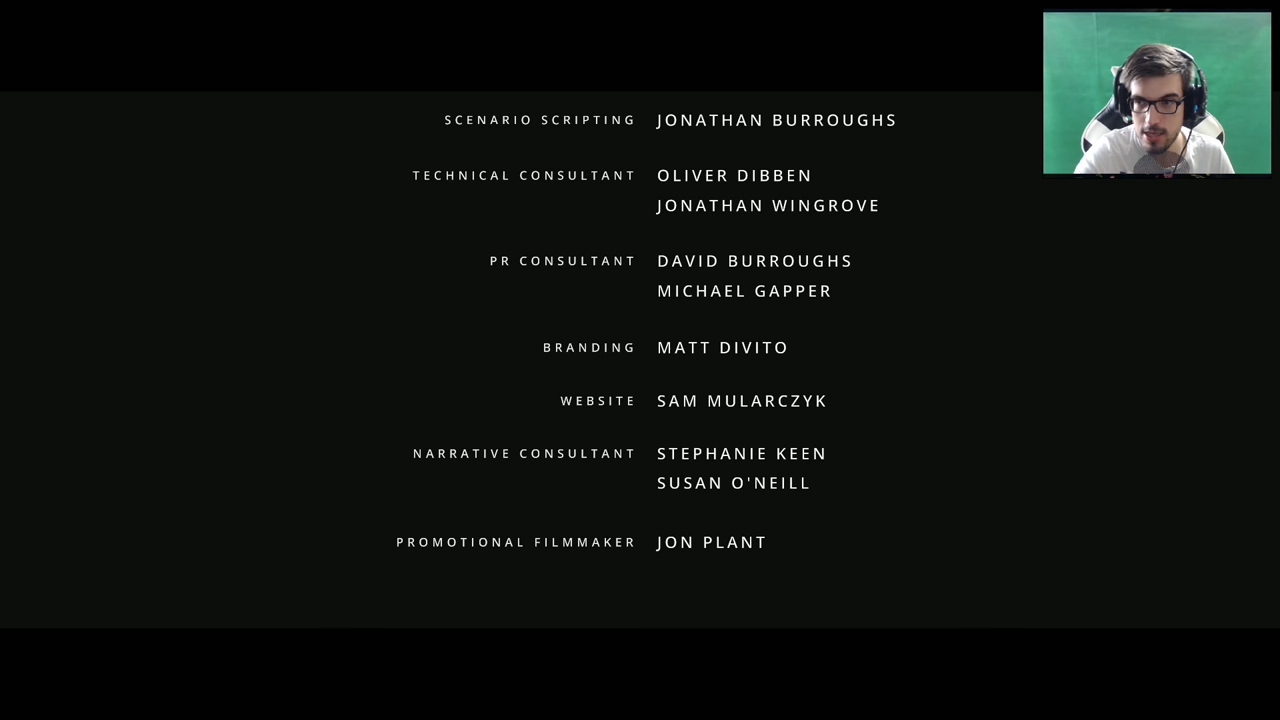 SCENARIO SCRIPTING JONATHAN BURROUGHS
TECHNICAL CONSULTANT OLIVER DIBBEN
JONATHAN WINGROVE
PR CONSULTANT DAVID BURROUGHS
MICHAEL GAPPER
BRANDING MATT DIVITO
WEBSITE SAM MULARCZYK
NARRATIVE CONSULTANT STEPHANIE KEEN
SUSAN O'NEILL
PROMOTIONAL FILMMAKER JON PLANT